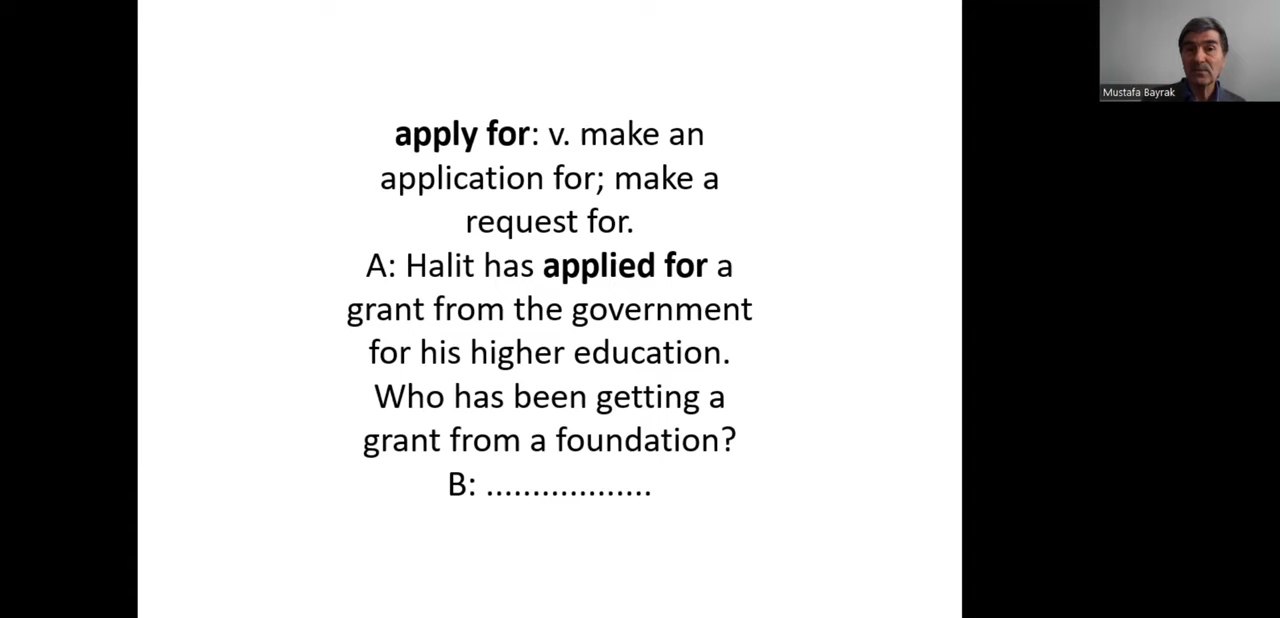 apply for: v. make an
application for; make a
request for.
A: Halit has applied for a
grant from the government
for his higher education.
Who has been getting a
grant from a foundation?
B: ..................
Mustafa Bayrak